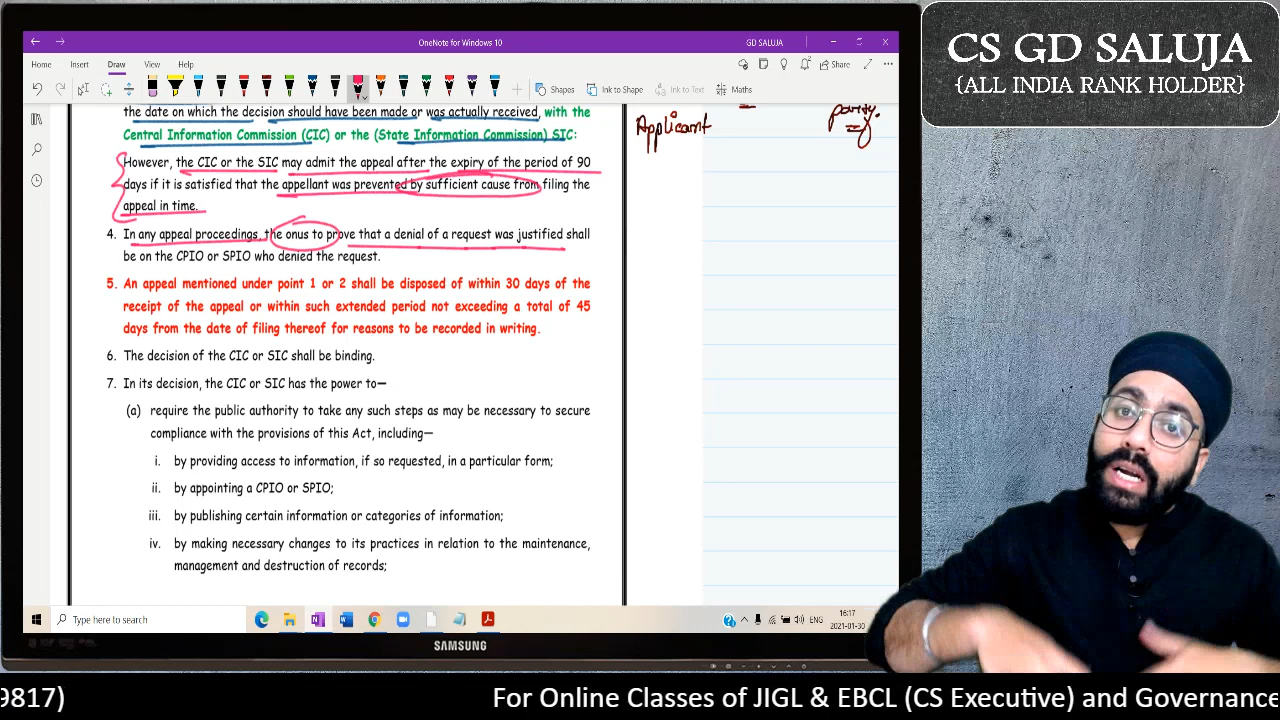 OneNote for Windows 10
GD SALUJA
Home Insert Draw View Help
Share
Shapes
Ink to Shape
Ink to Text
Maths
the date on which the decision should have been made or was actually received, with the
Central Information Commission (CIC) or the (State Information Commission) SIC:
However, the CIC or the SIC may admit the appeal after the expiry of the period of 90
days if it is satisfied that the appellant was prevented by sufficient cause from filing the
appeal in time.
4. In any appeal proceedings, the onus to prove that a denial of a request was justified shall
be on the CPIO or SPIO who denied the request.
5. An appeal mentioned under point 1 or 2 shall be disposed of within 30 days of the
receipt of the appeal or within such extended period not exceeding a total of 45
days from the date of filing thereof for reasons to be recorded in writing.
6. The decision of the CIC or SIC shall be binding.
7. In its decision, the CIC or SIC has the power to—
(a) require the public authority to take any such steps as may be necessary to secure
compliance with the provisions of this Act, including—
i. by providing access to information, if so requested, in a particular form;
ii. by appointing a CPIO or SPIO;
iii. by publishing certain information or categories of information;
iv. by making necessary changes to its practices in relation to the maintenance,
management and destruction of records;
Applicant
party.
Type here to search
ENG
16:17
2021-01-30
SAMSUNG
CS GD SALUJA
{ALL INDIA RANK HOLDER}
9817) For Online Classes of JIGL & EBCL (CS Executive) and Governance